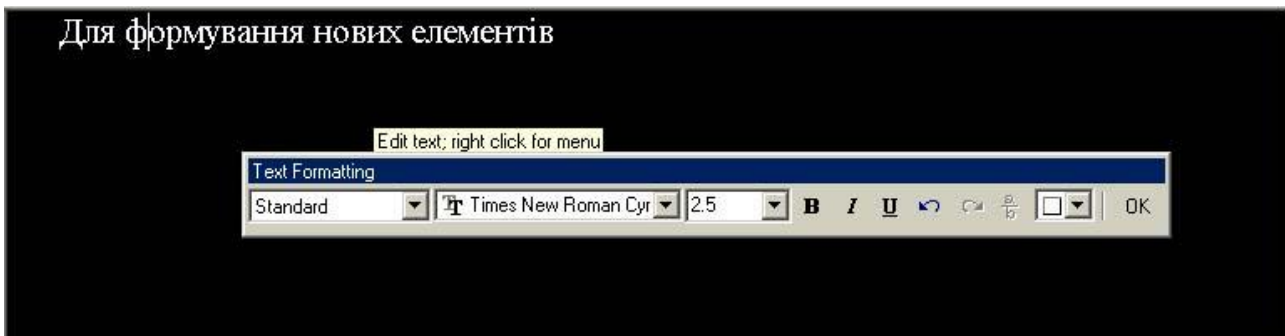 Для формування нових елементів
Edit text; right click for menu
Text Formatting
Standard Times New Roman Cyr 2.5 B I U a/b OK